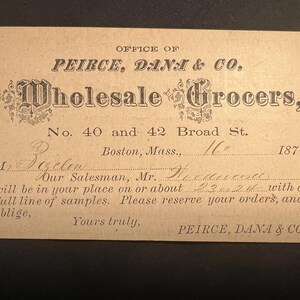 OFFICE OF
PEIRCE, DANA & CO.
Wholesale Grocers,
No. 40 and 42 Broad St.
Boston, Mass., 16 187
M
Our Salesman, Mr.
will be in your place on or about with a
full line of samples. Please reserve your orders, and
blige,
Yours truly,
PEIRCE, DANA & CO